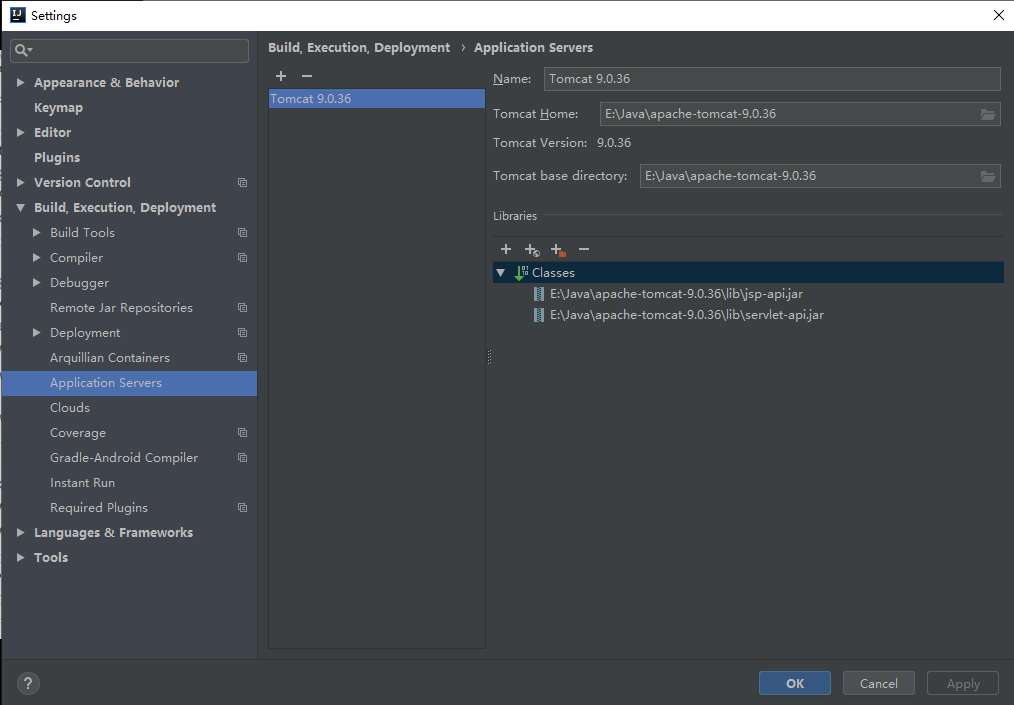 Settings
Appearance & Behavior
Keymap
Editor
Plugins
Version Control
Build, Execution, Deployment
Build Tools
Compiler
Debugger
Remote Jar Repositories
Deployment
Arquillian Containers
Application Servers
Clouds
Coverage
Gradle-Android Compiler
Instant Run
Required Plugins
Languages & Frameworks
Tools
Build, Execution, Deployment › Application Servers
Tomcat 9.0.36
Name: Tomcat 9.0.36
Tomcat Home: E:\Java\apache-tomcat-9.0.36
Tomcat Version: 9.0.36
Tomcat base directory: E:\Java\apache-tomcat-9.0.36
Libraries
Classes
E:\Java\apache-tomcat-9.0.36\lib\jsp-api.jar
E:\Java\apache-tomcat-9.0.36\lib\servlet-api.jar
? OK Cancel Apply